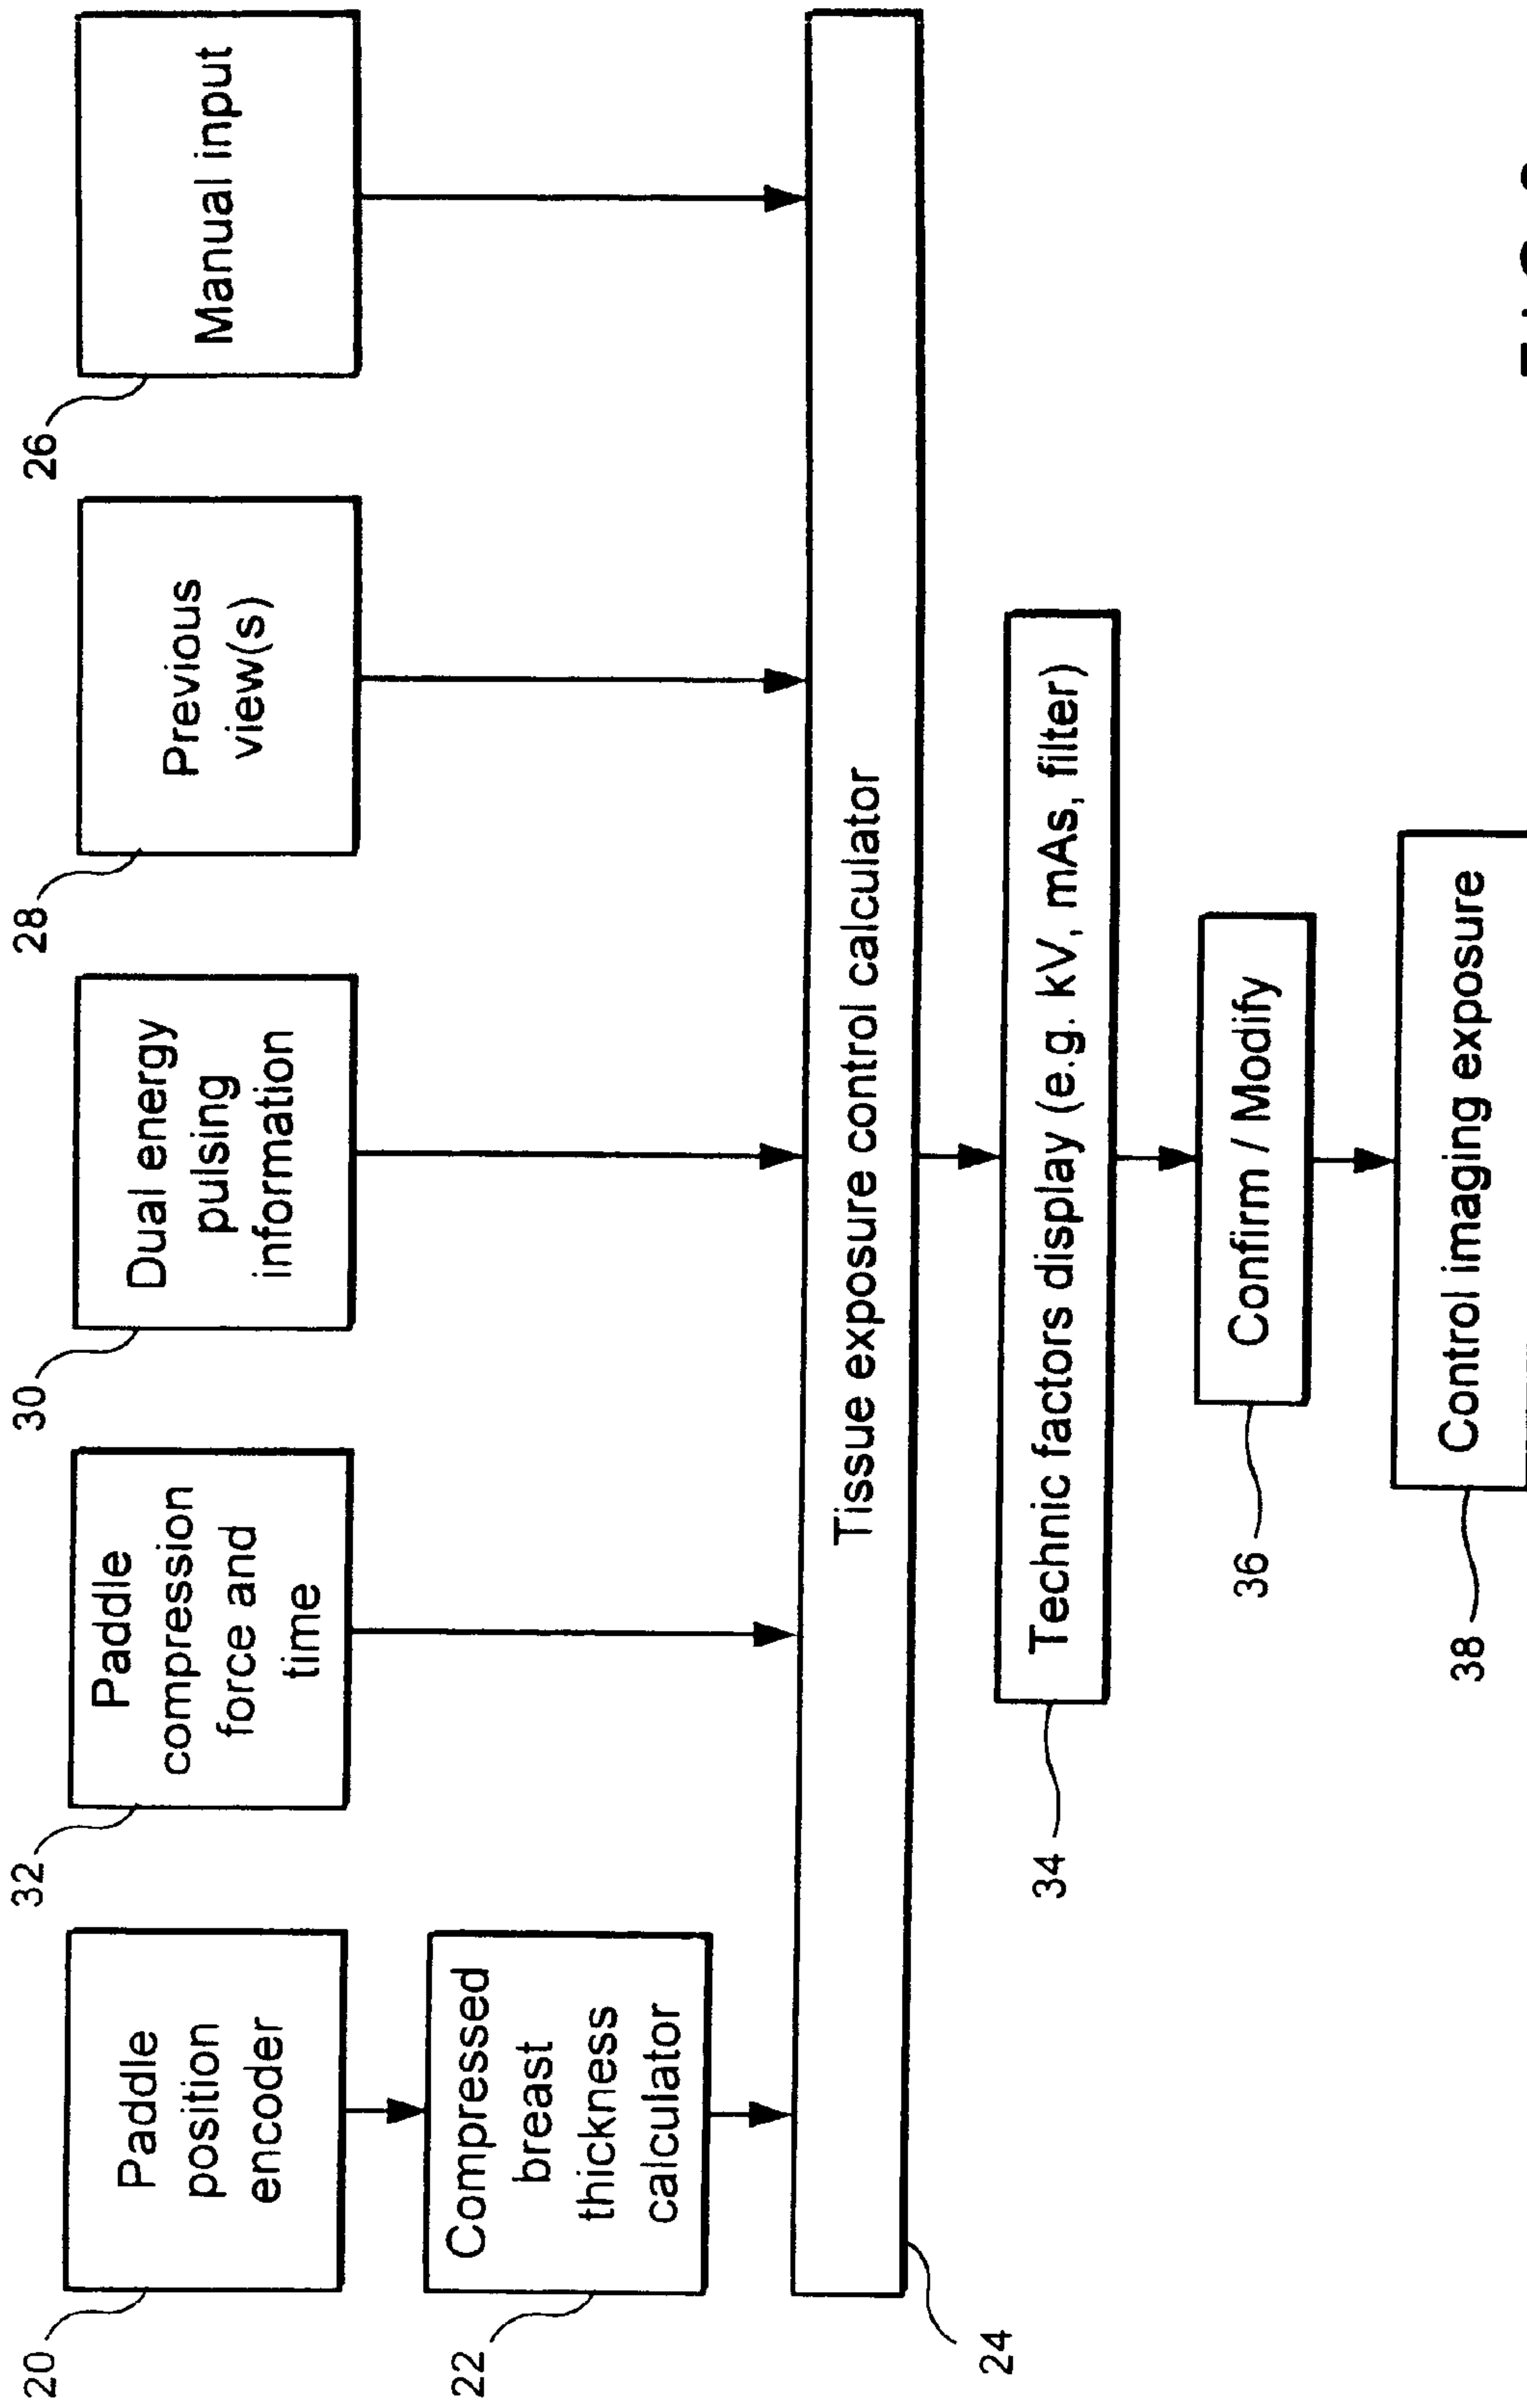 20
Paddle
position
encoder
22
Compressed
breast
thickness
calculator
32
Paddle
compression
force and
time
30
Dual energy
pulsing
information
28
Previous
view(s)
26
Manual input
24
Tissue exposure control calculator
34
Technic factors display (e.g. kV, mAs, filter)
36
Confirm / Modify
38
Control imaging exposure